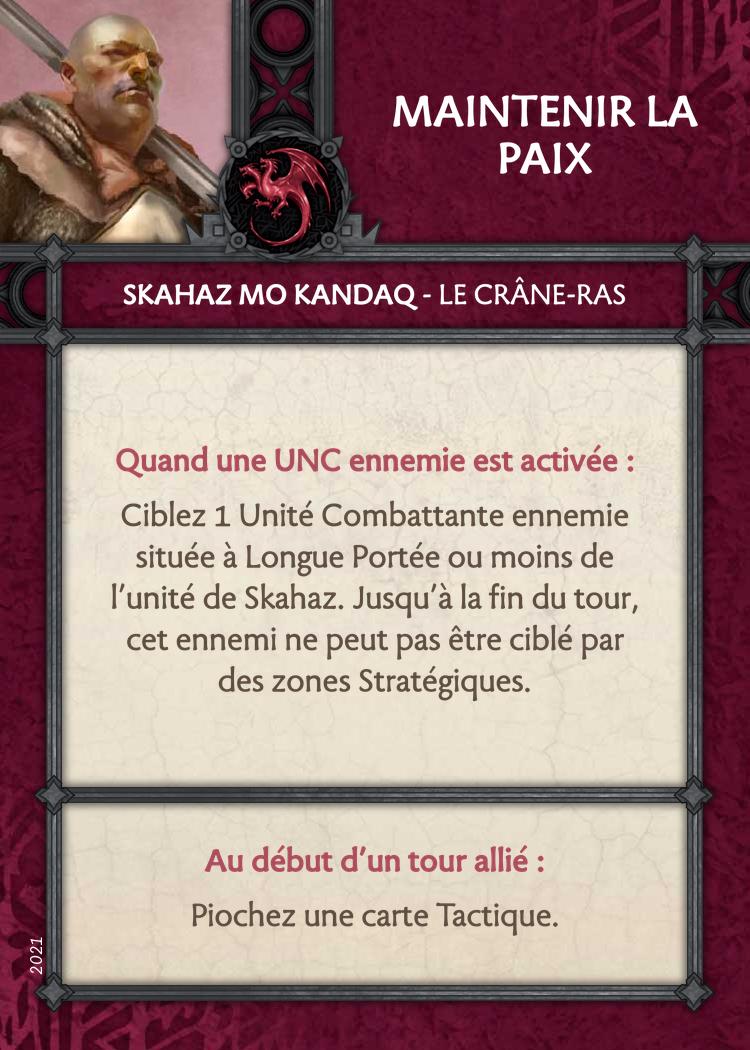 MAINTENIR LA
PAIX
SKAHAZ MO KANDAQ - LE CRÂNE-RAS
Quand une UNC ennemie est activée :
Ciblez 1 Unité Combattante ennemie
située à Longue Portée ou moins de
l'unité de Skahaz. Jusqu'à la fin du tour,
cet ennemi ne peut pas être ciblé par
des zones Stratégiques.
Au début d'un tour allié :
Piochez une carte Tactique.
2021